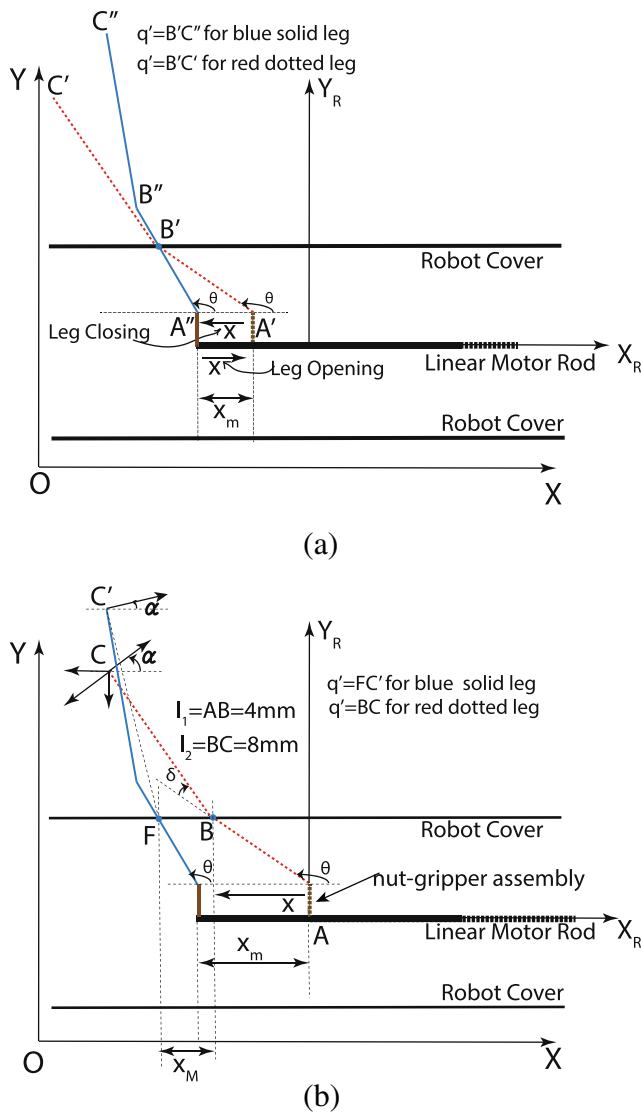 C″
q′=B′C″ for blue solid leg
q′=B′C′ for red dotted leg
Y
C′
Y_R
B″
B′
Robot Cover
θ
θ
Leg Closing
A″
x
A′
x
Leg Opening
Linear Motor Rod
X_R
x_m
Robot Cover
O
X
(a)
C′
α
Y
C
α
Y_R
q′=FC′ for blue solid leg
q′=BC for red dotted leg
l₁=AB=4mm
l₂=BC=8mm
δ
F
B
Robot Cover
θ
θ
nut-gripper assembly
x
A
X_R
x_m
Linear Motor Rod
Robot Cover
O
x_M
X
(b)